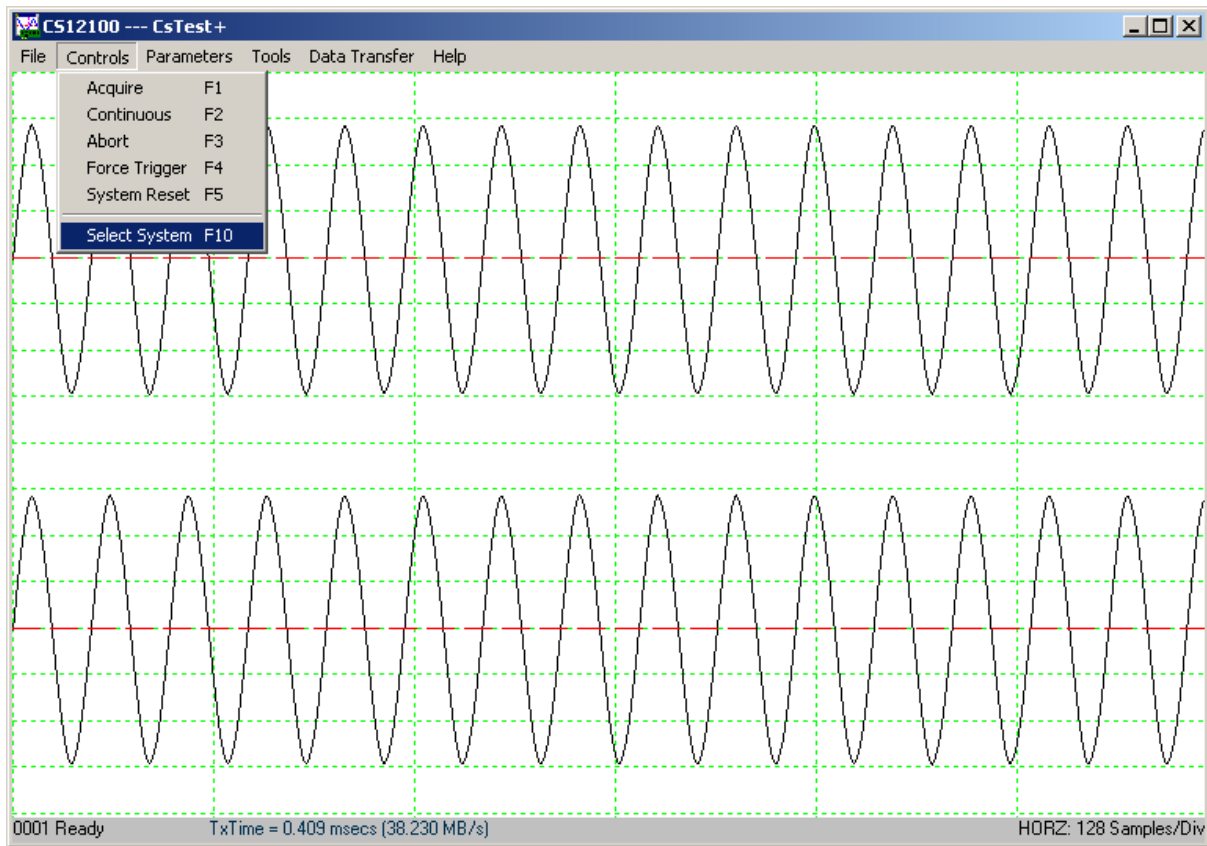 CS12100 --- CsTest+
File Controls Parameters Tools Data Transfer Help
Acquire F1
Continuous F2
Abort F3
Force Trigger F4
System Reset F5
Select System F10
0001 Ready TxTime = 0.409 msecs (38.230 MB/s) HORZ: 128 Samples/Div